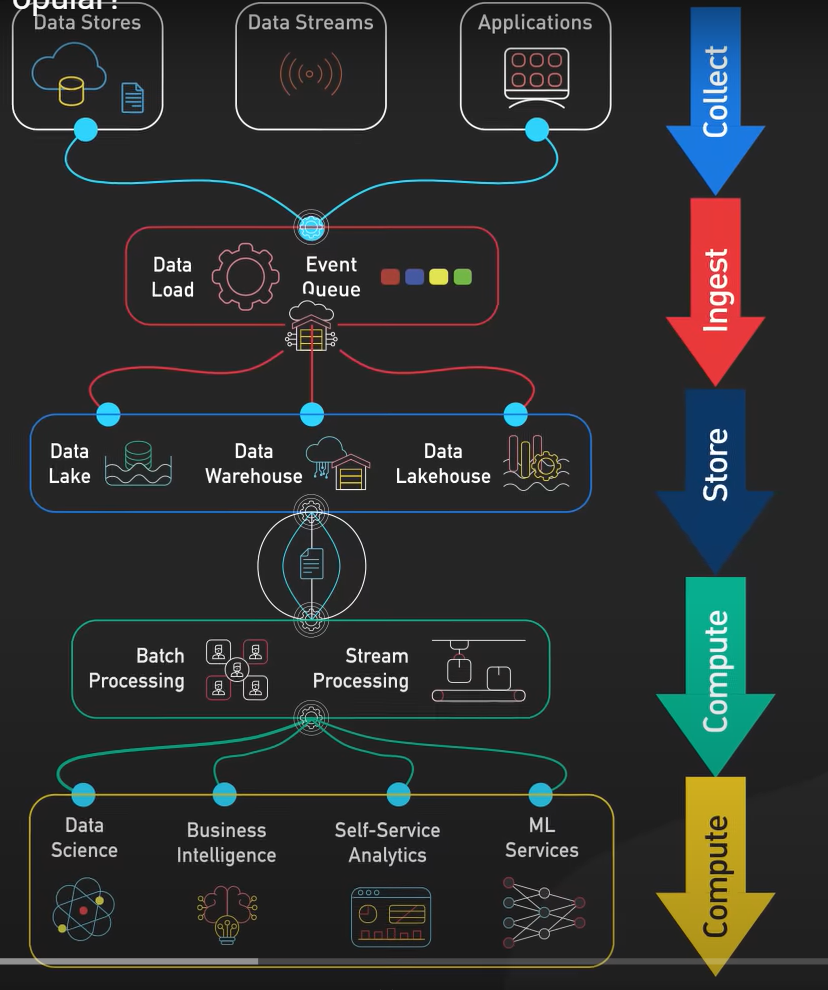 opular?
Data Stores
Data Streams
Applications
Collect
Data
Load
Event
Queue
Ingest
Data
Lake
Data
Warehouse
Data
Lakehouse
Store
Batch
Processing
Stream
Processing
Compute
Data
Science
Business
Intelligence
Self-Service
Analytics
ML
Services
Compute